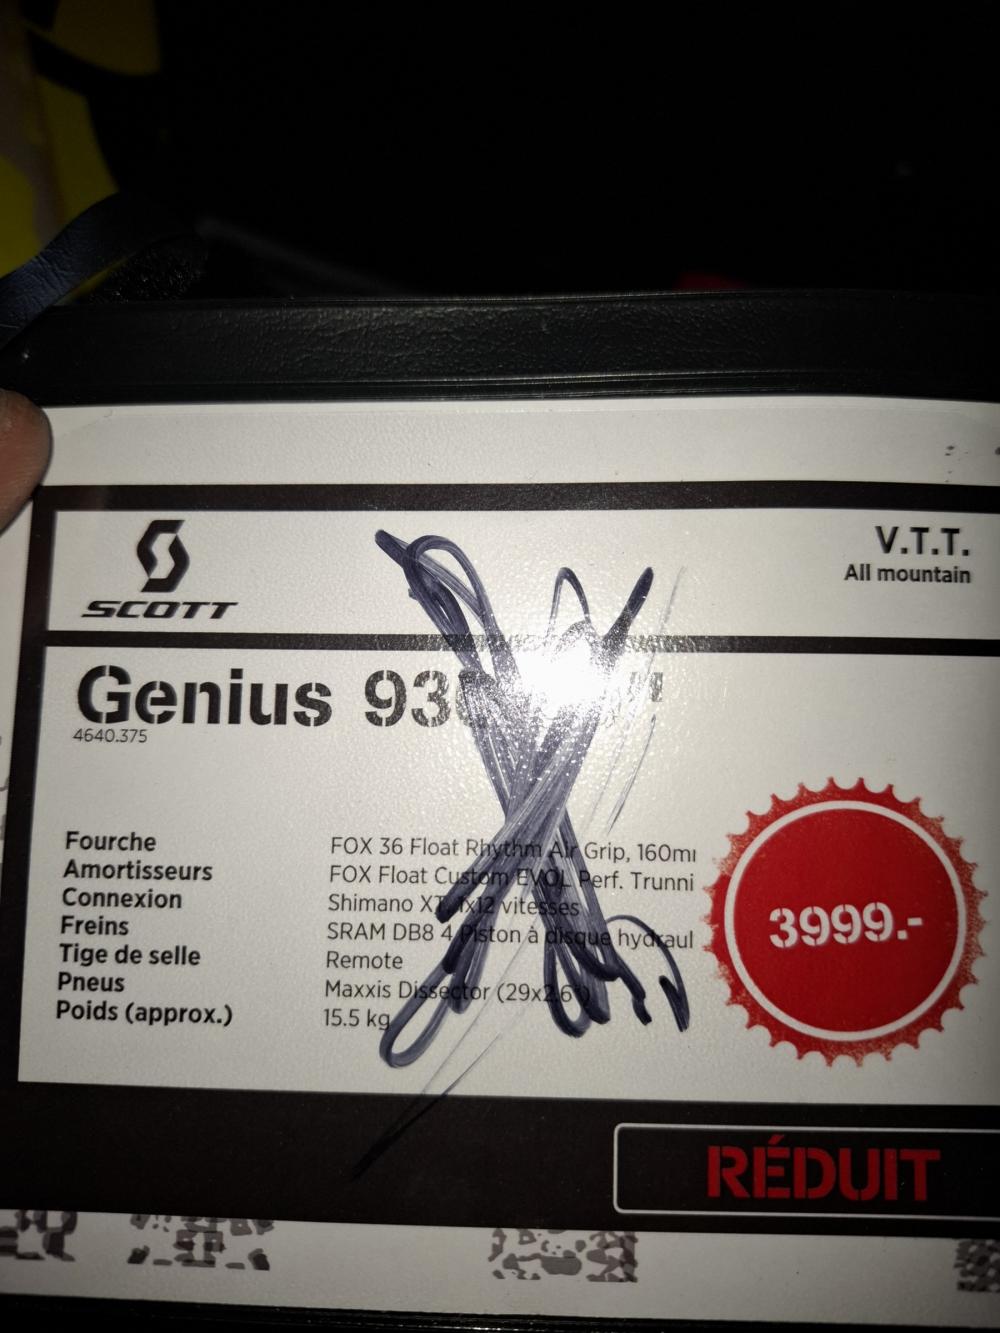 SCOTT
V.T.T.
All mountain
Genius 930
4640.375
Fourche FOX 36 Float Rhythm Air Grip, 160m
Amortisseurs FOX Float Custom EVOL Perf. Trunni
Connexion Shimano XT, 1x12 vitesses
Freins SRAM DB8 4 Piston à disque hydraul
Tige de selle Remote
Pneus Maxxis Dissector (29x2.6")
Poids (approx.) 15.5 kg
3999.-
RÉDUIT